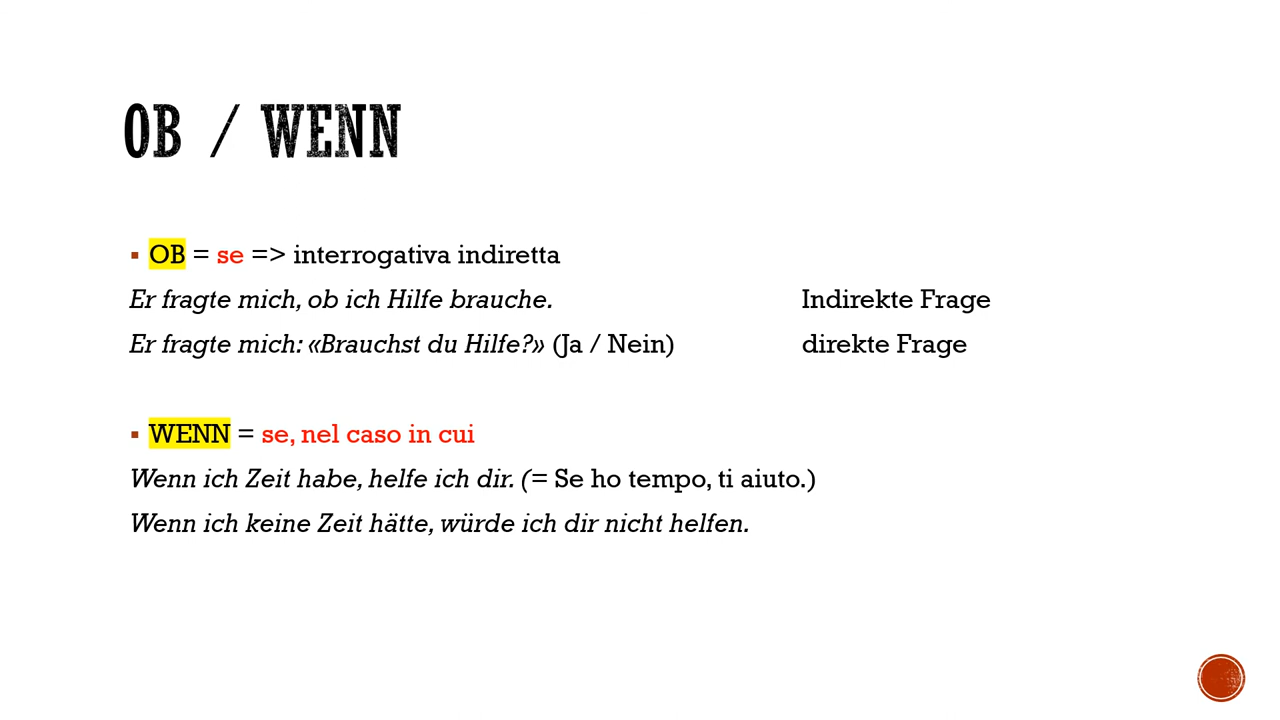 OB / WENN
▪ OB = se => interrogativa indiretta
Er fragte mich, ob ich Hilfe brauche. Indirekte Frage
Er fragte mich: «Brauchst du Hilfe?» (Ja / Nein) direkte Frage
▪ WENN = se, nel caso in cui
Wenn ich Zeit habe, helfe ich dir. (= Se ho tempo, ti aiuto.)
Wenn ich keine Zeit hätte, würde ich dir nicht helfen.